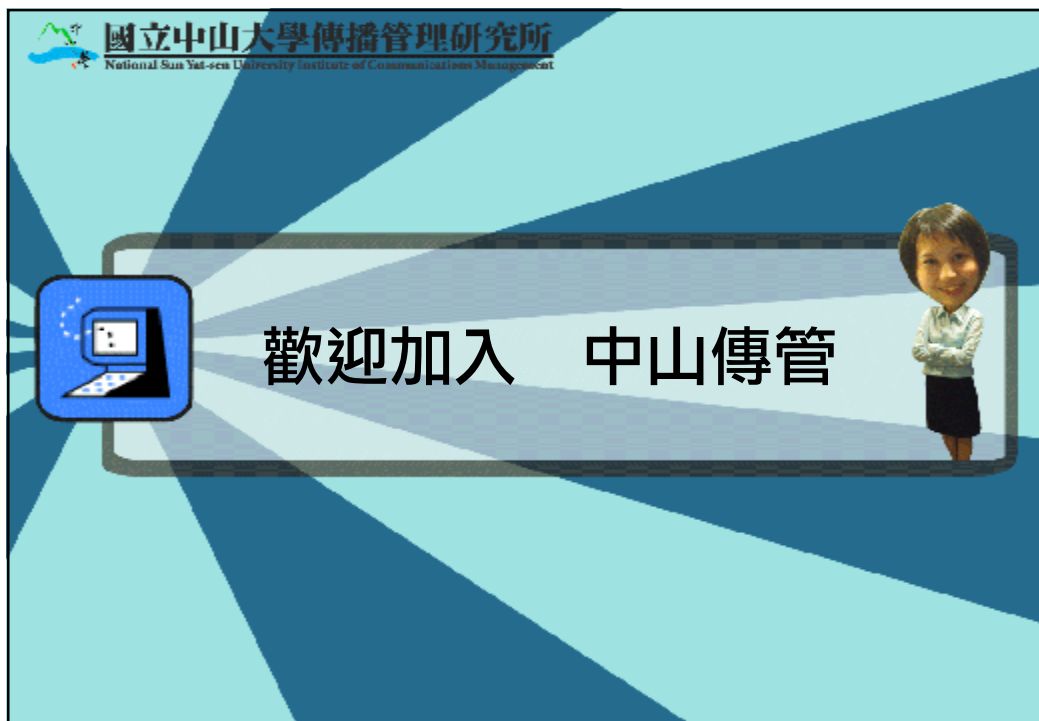 國立中山大學傳播管理研究所
National Sun Yat-sen University Institute of Communications Management
歡迎加入　中山傳管